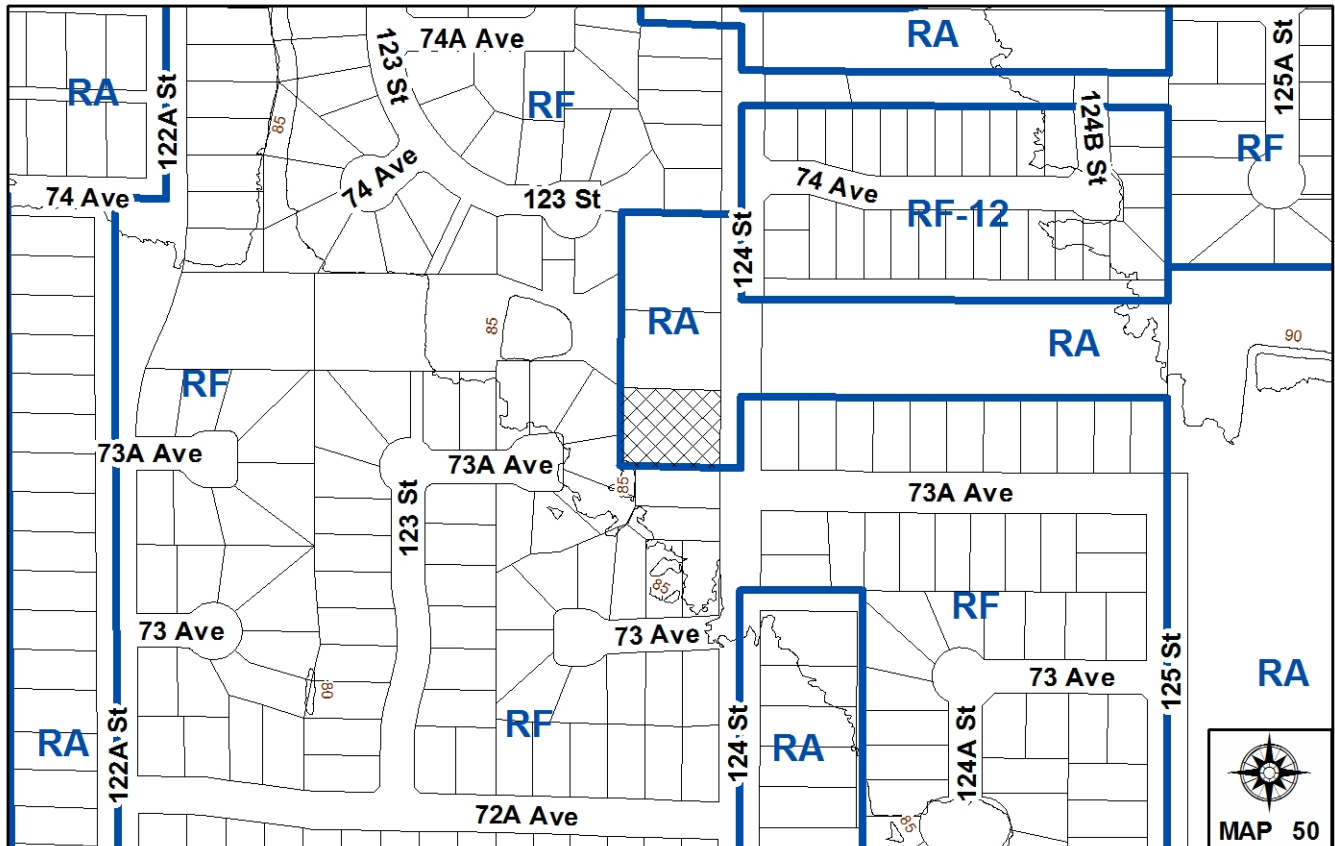 74A Ave
RA
125A St
123 St
RA
RF
122A St
85
124B St
RF
74 Ave
74 Ave
74 Ave
123 St
RF-12
124 St
85
RA
RA
90
RF
73A Ave
73A Ave
85
73A Ave
123 St
85
RF
73 Ave
73 Ave
125 St
RA
73 Ave
80
RF
RA
122A St
124 St
RA
124A St
72A Ave
85
MAP 50